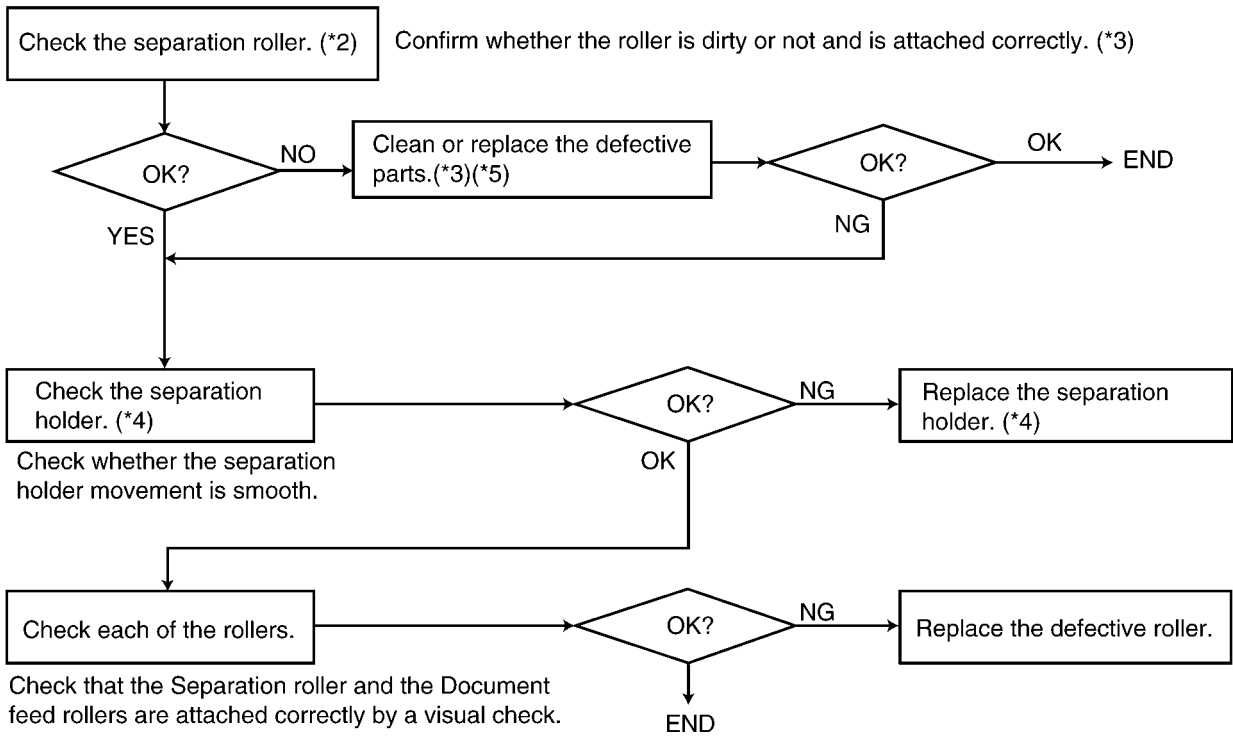 Check the separation roller. (*2)
Confirm whether the roller is dirty or not and is attached correctly. (*3)
OK?
NO
Clean or replace the defective
parts.(*3)(*5)
OK?
OK
END
YES
NG
Check the separation
holder. (*4)
OK?
NG
Replace the separation
holder. (*4)
Check whether the separation
holder movement is smooth.
OK
Check each of the rollers.
OK?
NG
Replace the defective roller.
Check that the Separation roller and the Document
feed rollers are attached correctly by a visual check.
END